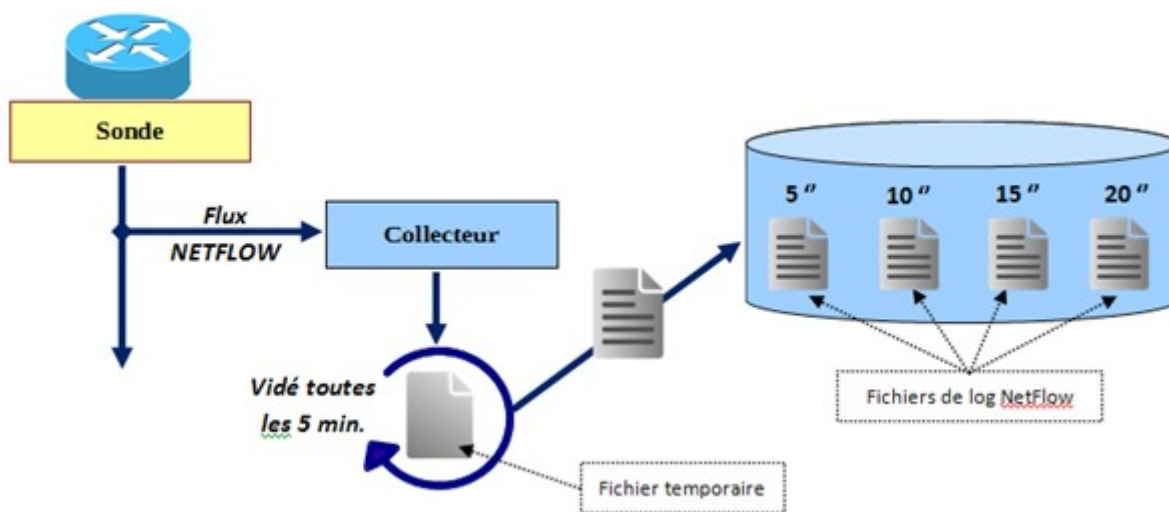 Sonde
Flux
NETFLOW
Collecteur
Vidé toutes
les 5 min.
Fichier temporaire
5 ‘’
10 ‘’
15 ‘’
20 ‘’
Fichiers de log NetFlow